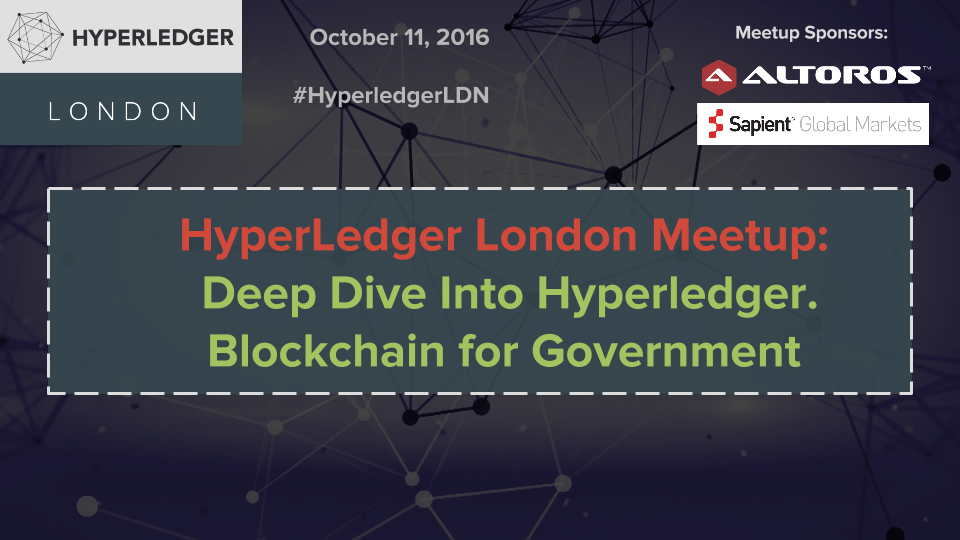 HYPERLEDGER
LONDON
October 11, 2016
#HyperledgerLDN
Meetup Sponsors:
ALTOROS™
Sapient™ Global Markets
HyperLedger London Meetup:
Deep Dive Into Hyperledger.
Blockchain for Government